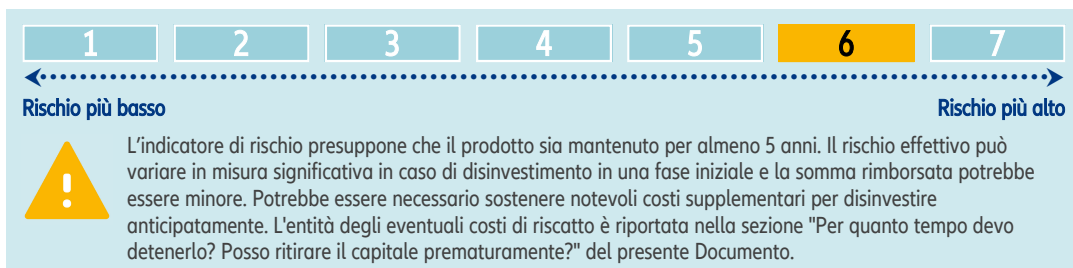 1 2 3 4 5 6 7
Rischio più basso Rischio più alto
L'indicatore di rischio presuppone che il prodotto sia mantenuto per almeno 5 anni. Il rischio effettivo può
variare in misura significativa in caso di disinvestimento in una fase iniziale e la somma rimborsata potrebbe
essere minore. Potrebbe essere necessario sostenere notevoli costi supplementari per disinvestire
anticipatamente. L'entità degli eventuali costi di riscatto è riportata nella sezione "Per quanto tempo devo
detenerlo? Posso ritirare il capitale prematuramente?" del presente Documento.